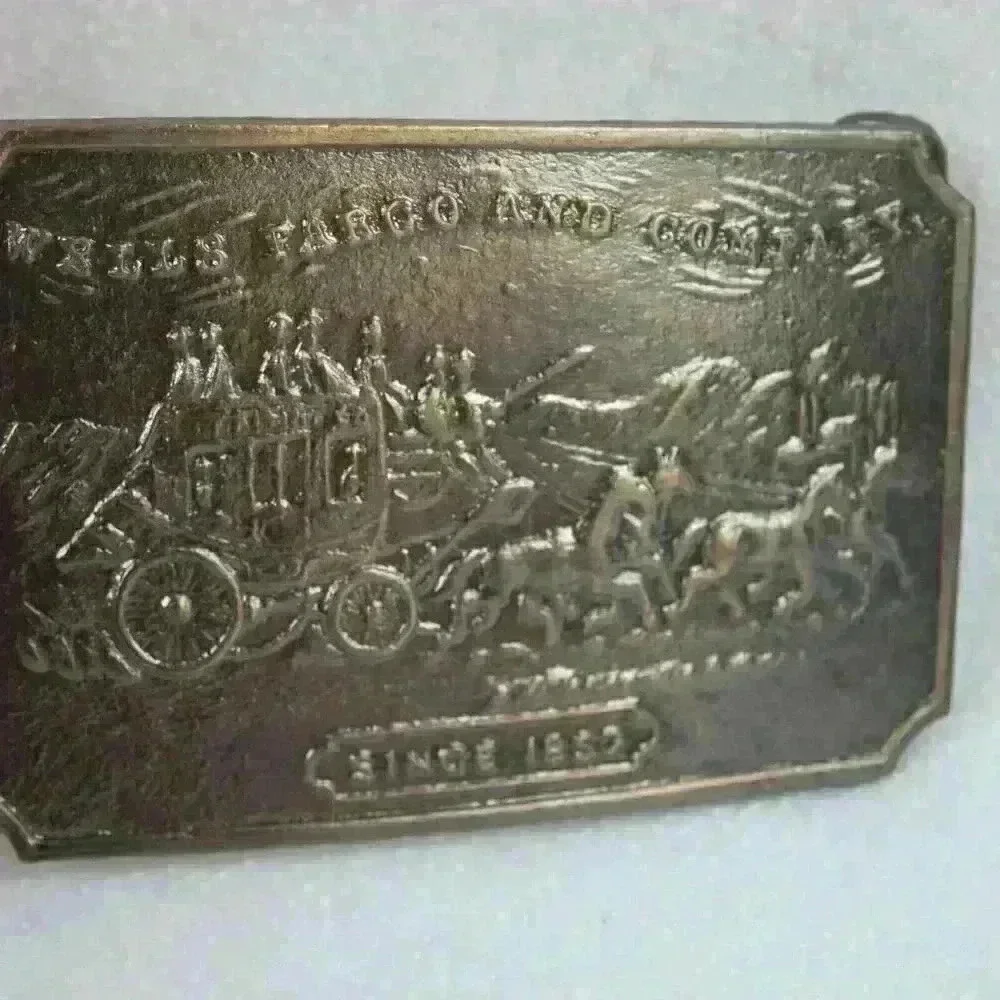 WELLS FARGO AND COMPANY.
SINCE 1852